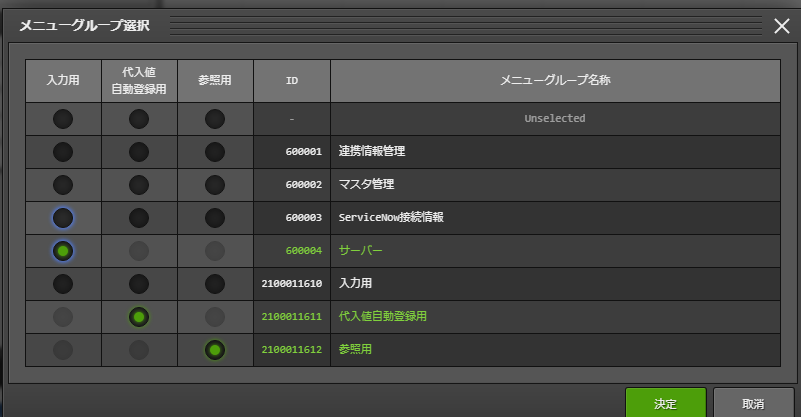 メニューグループ選択
入力用 代入値 自動登録用 参照用 ID メニューグループ名称
- Unselected
600001 連携情報管理
600002 マスタ管理
600003 ServiceNow接続情報
600004 サーバー
2100011610 入力用
2100011611 代入値自動登録用
2100011612 参照用
決定 取消